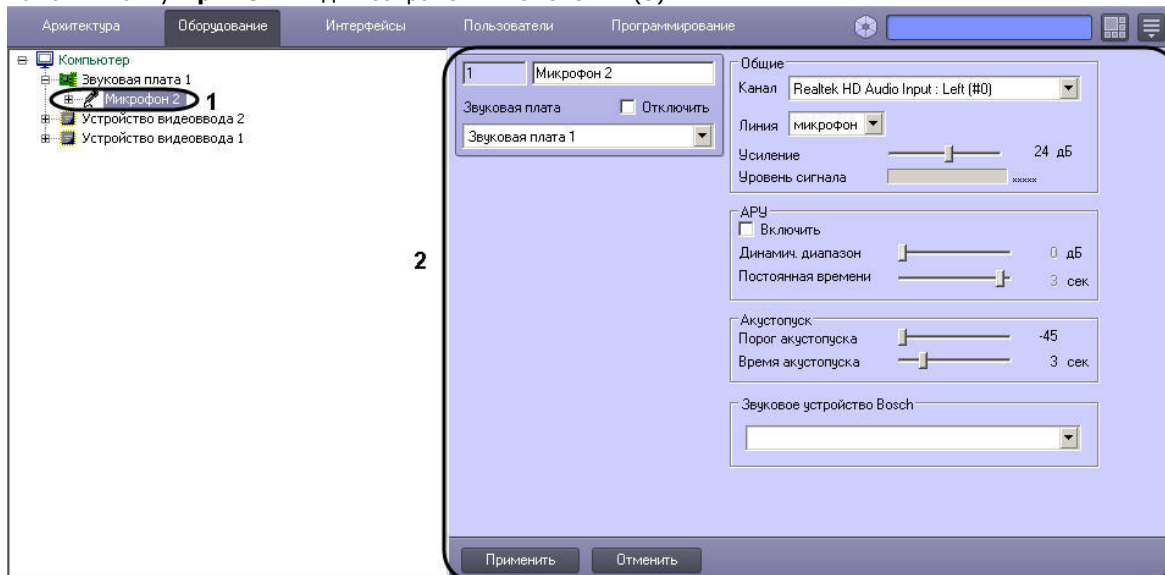 Архитектура Оборудование Интерфейсы Пользователи Программирование
Компьютер
Звуковая плата 1
Микрофон 2 1
Устройство видеоввода 2
Устройство видеоввода 1
2
1 Микрофон 2
Звуковая плата Отключить
Звуковая плата 1
Общие
Канал Realtek HD Audio Input : Left (#0)
Линия микрофон
Усиление 24 дБ
Уровень сигнала xxxxx
АРУ
Включить
Динамич. диапазон 0 дБ
Постоянная времени 3 сек
Акустопуск
Порог акустопуска -45
Время акустопуска 3 сек
Звуковое устройство Bosch
Применить Отменить